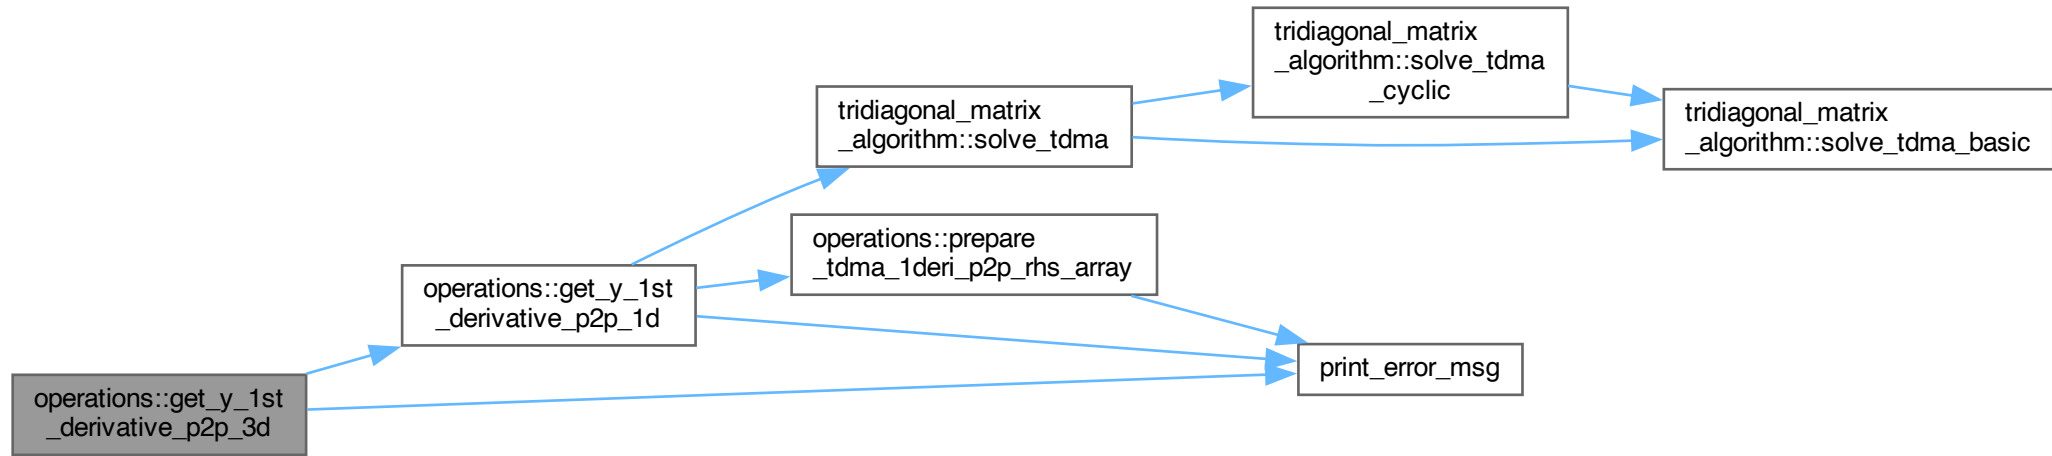 tridiagonal_matrix
_algorithm::solve_tdma
_cyclic
tridiagonal_matrix
_algorithm::solve_tdma
tridiagonal_matrix
_algorithm::solve_tdma_basic
operations::prepare
_tdma_1deri_p2p_rhs_array
operations::get_y_1st
_derivative_p2p_1d
print_error_msg
operations::get_y_1st
_derivative_p2p_3d